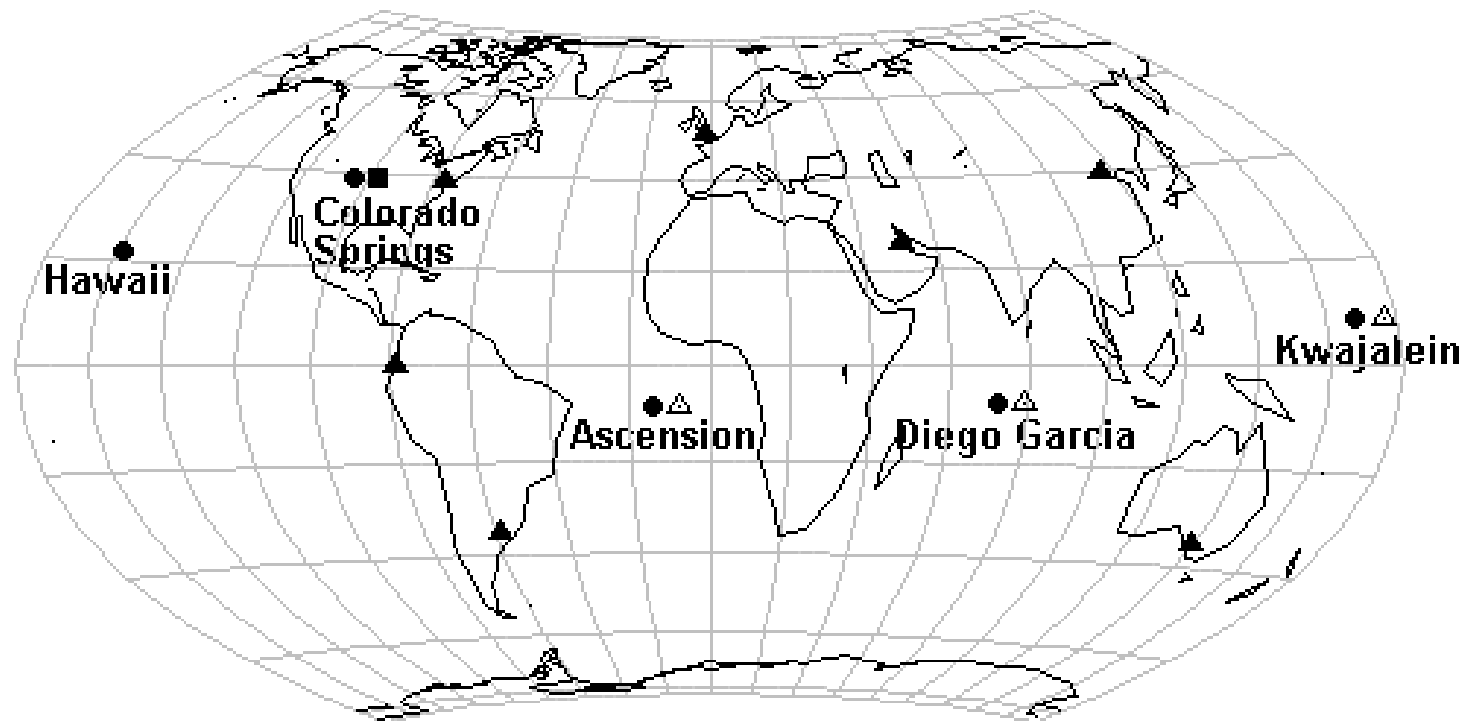 Colorado
Springs
Hawaii
Kwajalein
Ascension
Diego Garcia